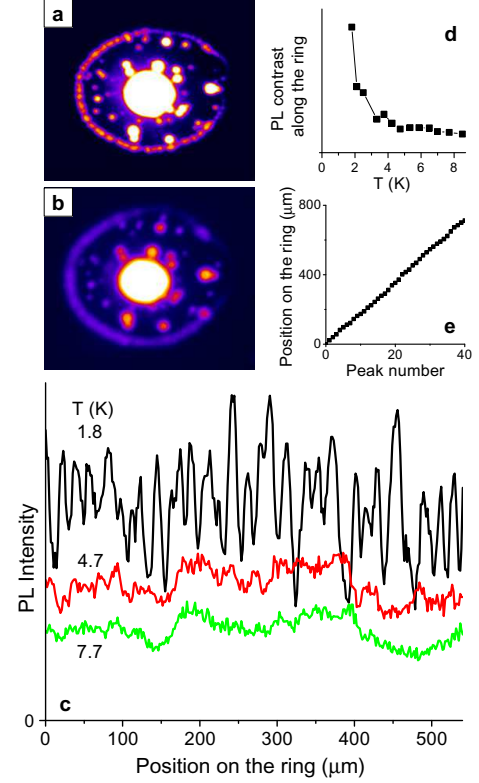 a
b
PL contrast
along the ring
d
0
2
4
6
8
T (K)
Position on the ring (μm)
800
400
0
e
0
20
40
Peak number
T (K)
1.8
4.7
7.7
PL Intensity
0
c
0
100
200
300
400
500
Position on the ring (μm)